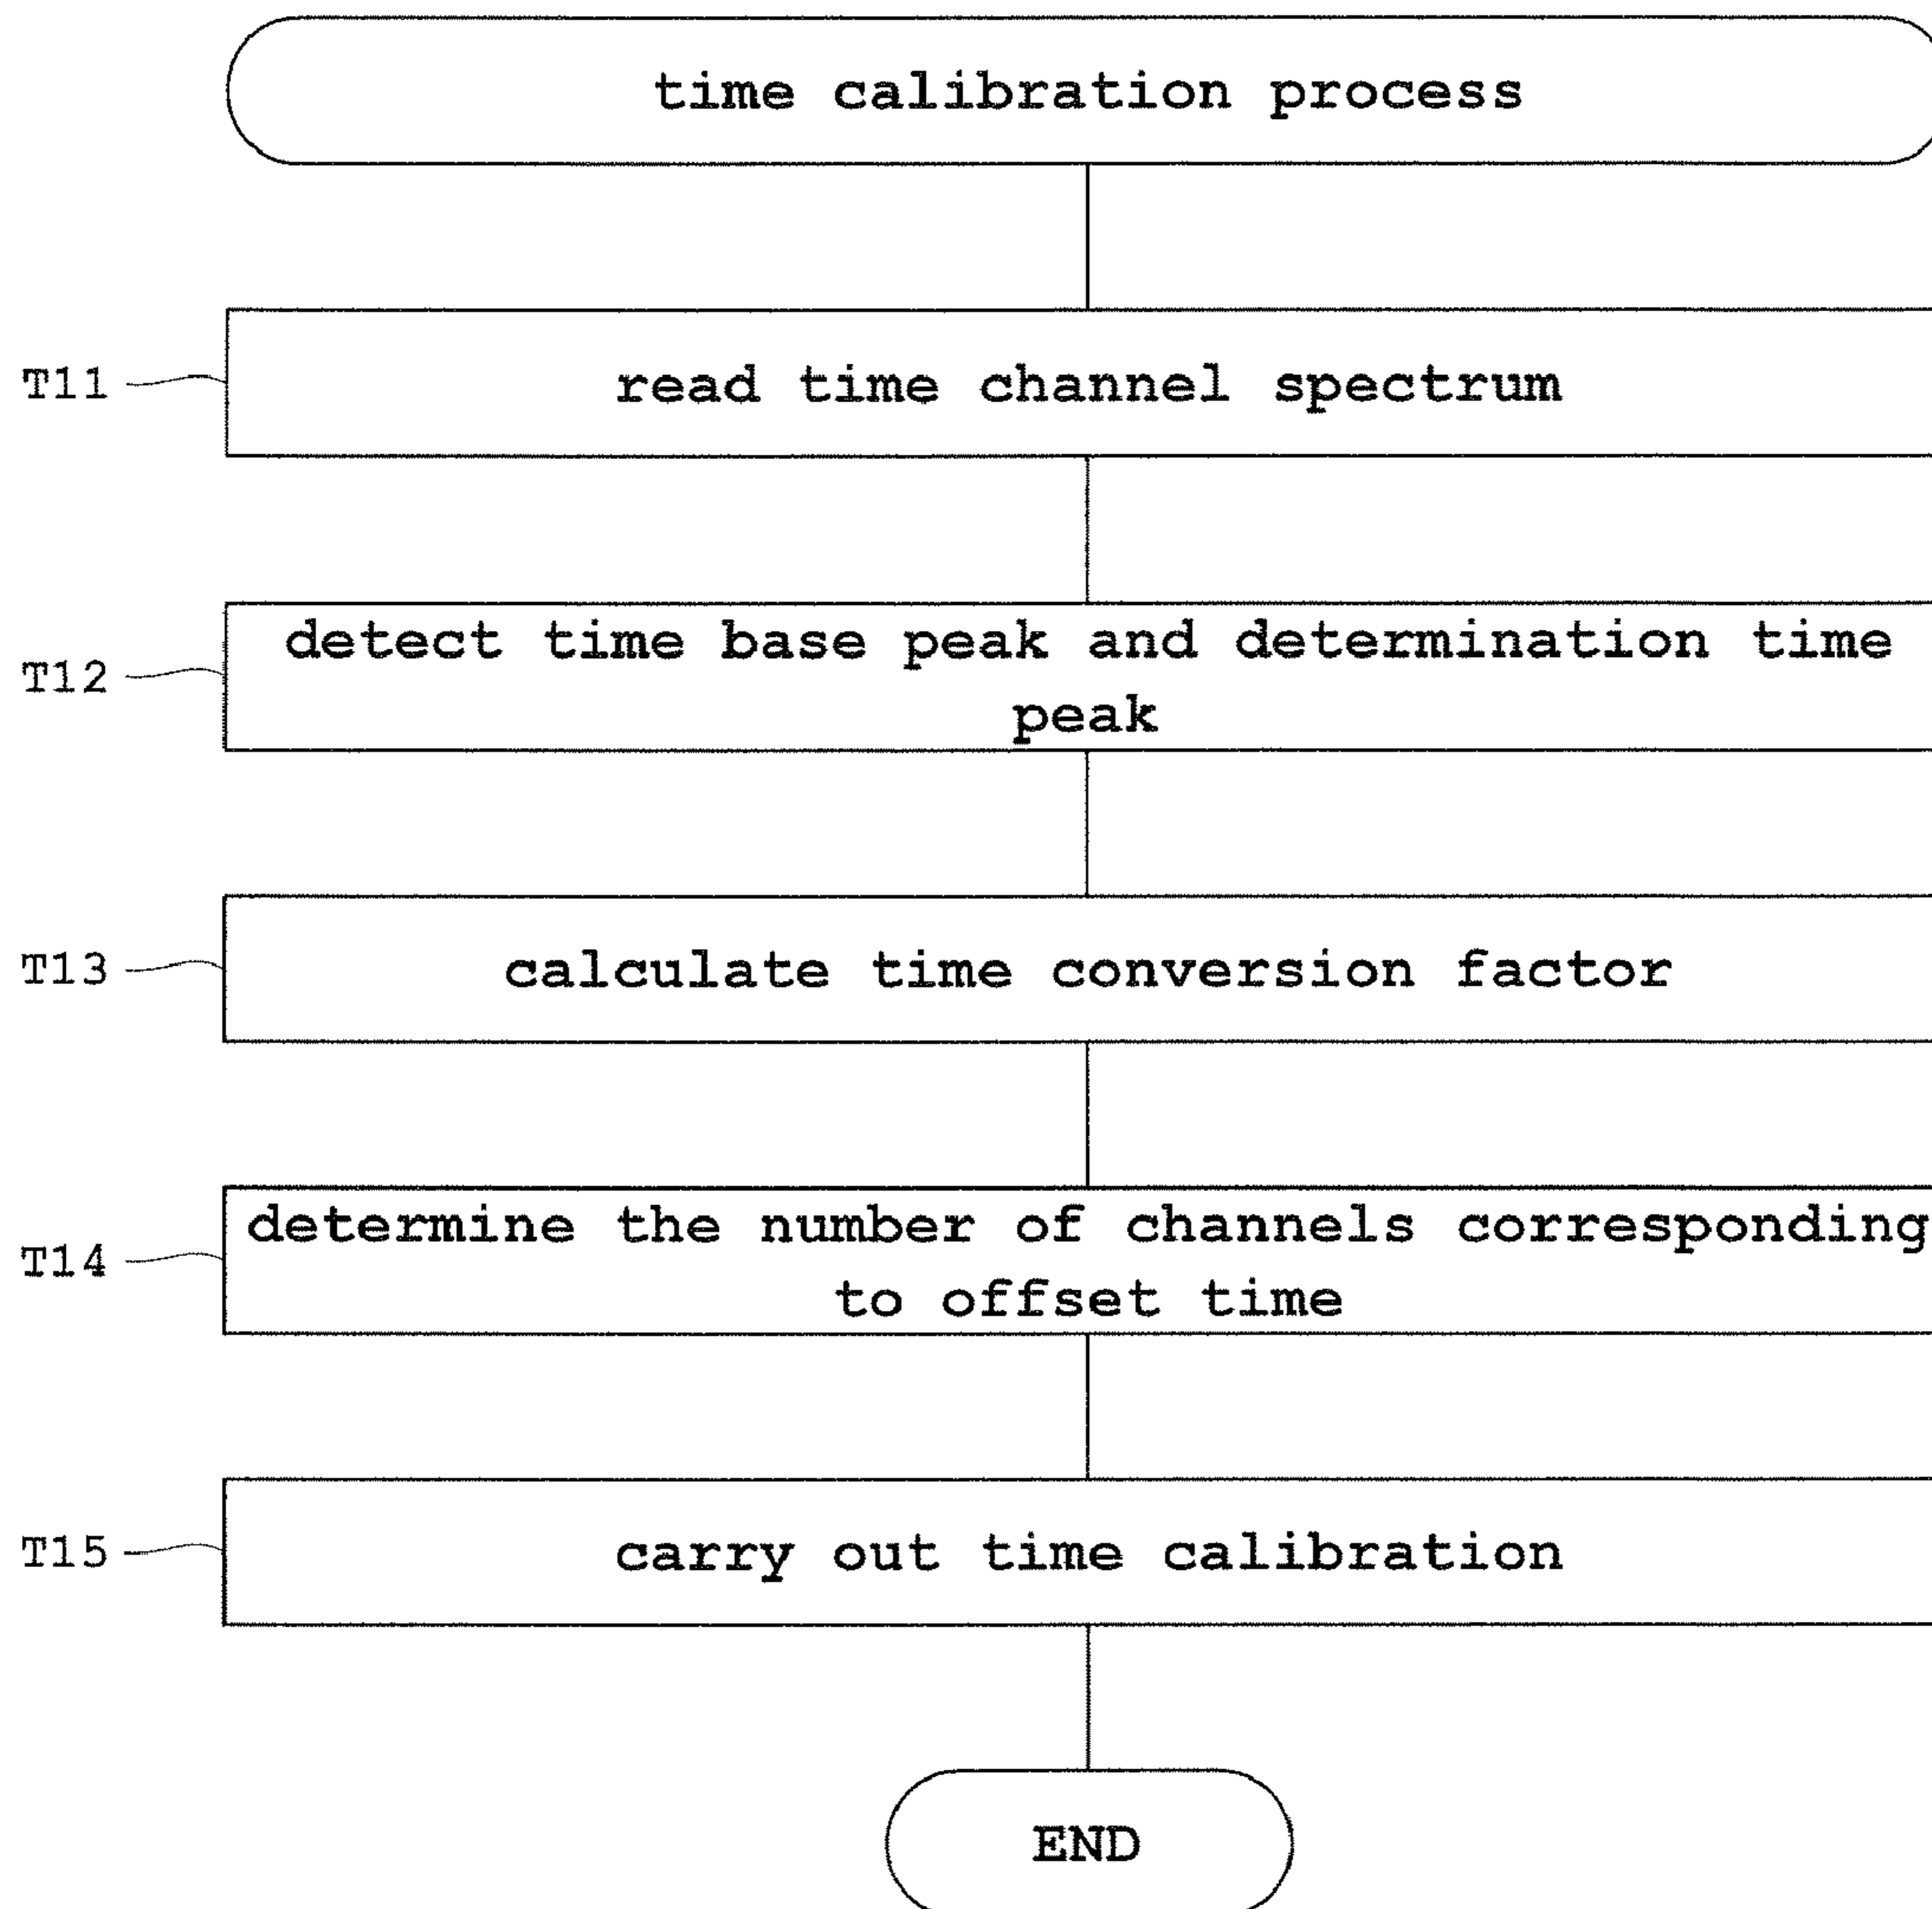 time calibration process
T11
read time channel spectrum
T12
detect time base peak and determination time
peak
T13
calculate time conversion factor
T14
determine the number of channels corresponding
to offset time
T15
carry out time calibration
END